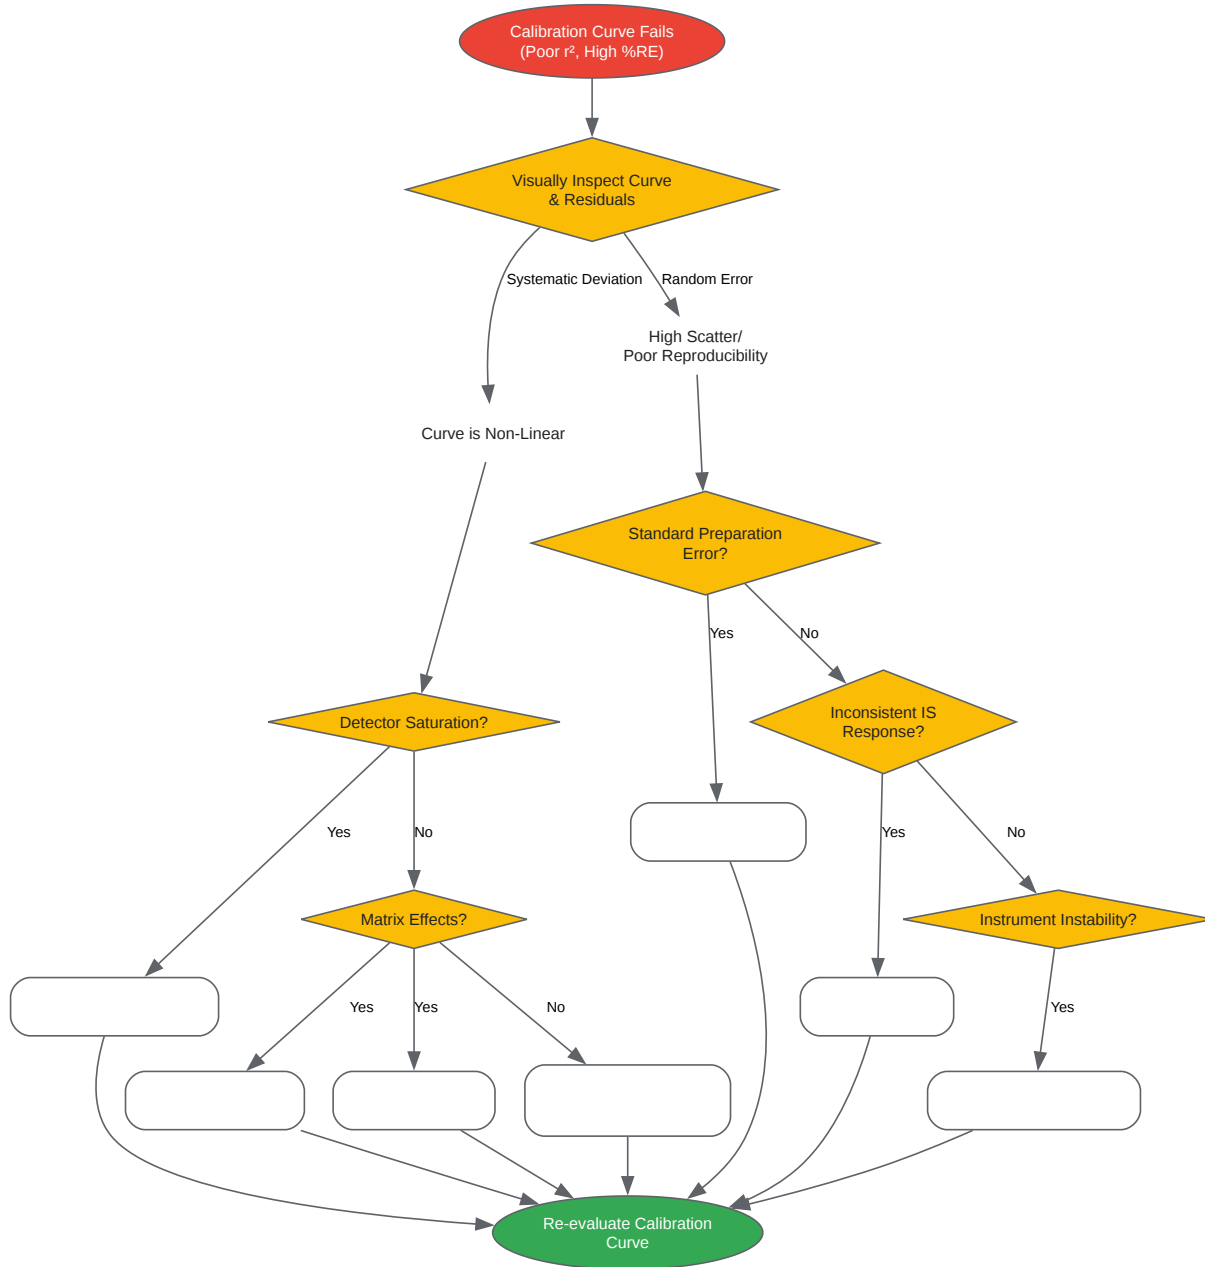 Calibration Curve Fails
(Poor r², High %RE)
Visually Inspect Curve
& Residuals
Systematic Deviation
Random Error
High Scatter/
Poor Reproducibility
Curve is Non-Linear
Standard Preparation
Error?
Yes
No
Detector Saturation?
Inconsistent IS
Response?
Yes
No
Yes
No
Matrix Effects?
Instrument Instability?
Yes
Yes
No
Yes
Re-evaluate Calibration
Curve